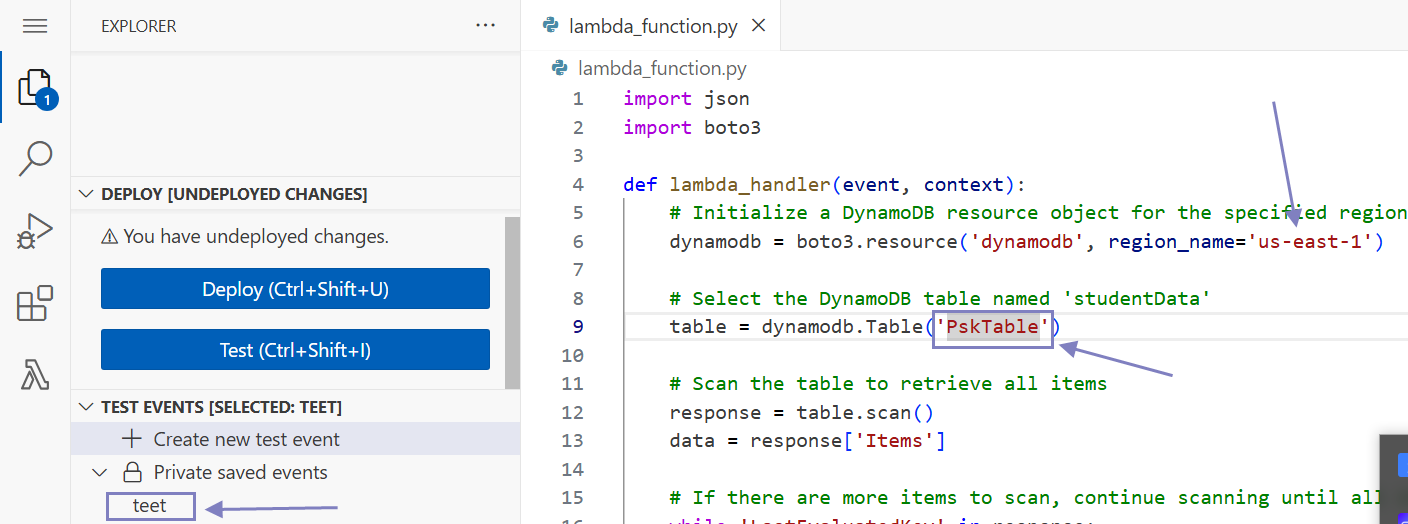 EXPLORER
1
DEPLOY [UNDEPLOYED CHANGES]
You have undeployed changes.
Deploy (Ctrl+Shift+U)
Test (Ctrl+Shift+I)
TEST EVENTS [SELECTED: TEET]
Create new test event
Private saved events
teet
lambda_function.py
lambda_function.py
1 import json
2 import boto3
3
4 def lambda_handler(event, context):
5 # Initialize a DynamoDB resource object for the specified region
6 dynamodb = boto3.resource('dynamodb', region_name='us-east-1')
7
8 # Select the DynamoDB table named 'studentData'
9 table = dynamodb.Table('PskTable')
10
11 # Scan the table to retrieve all items
12 response = table.scan()
13 data = response['Items']
14
15 # If there are more items to scan, continue scanning until all
16 while 'LastEvaluatedKey' in response: